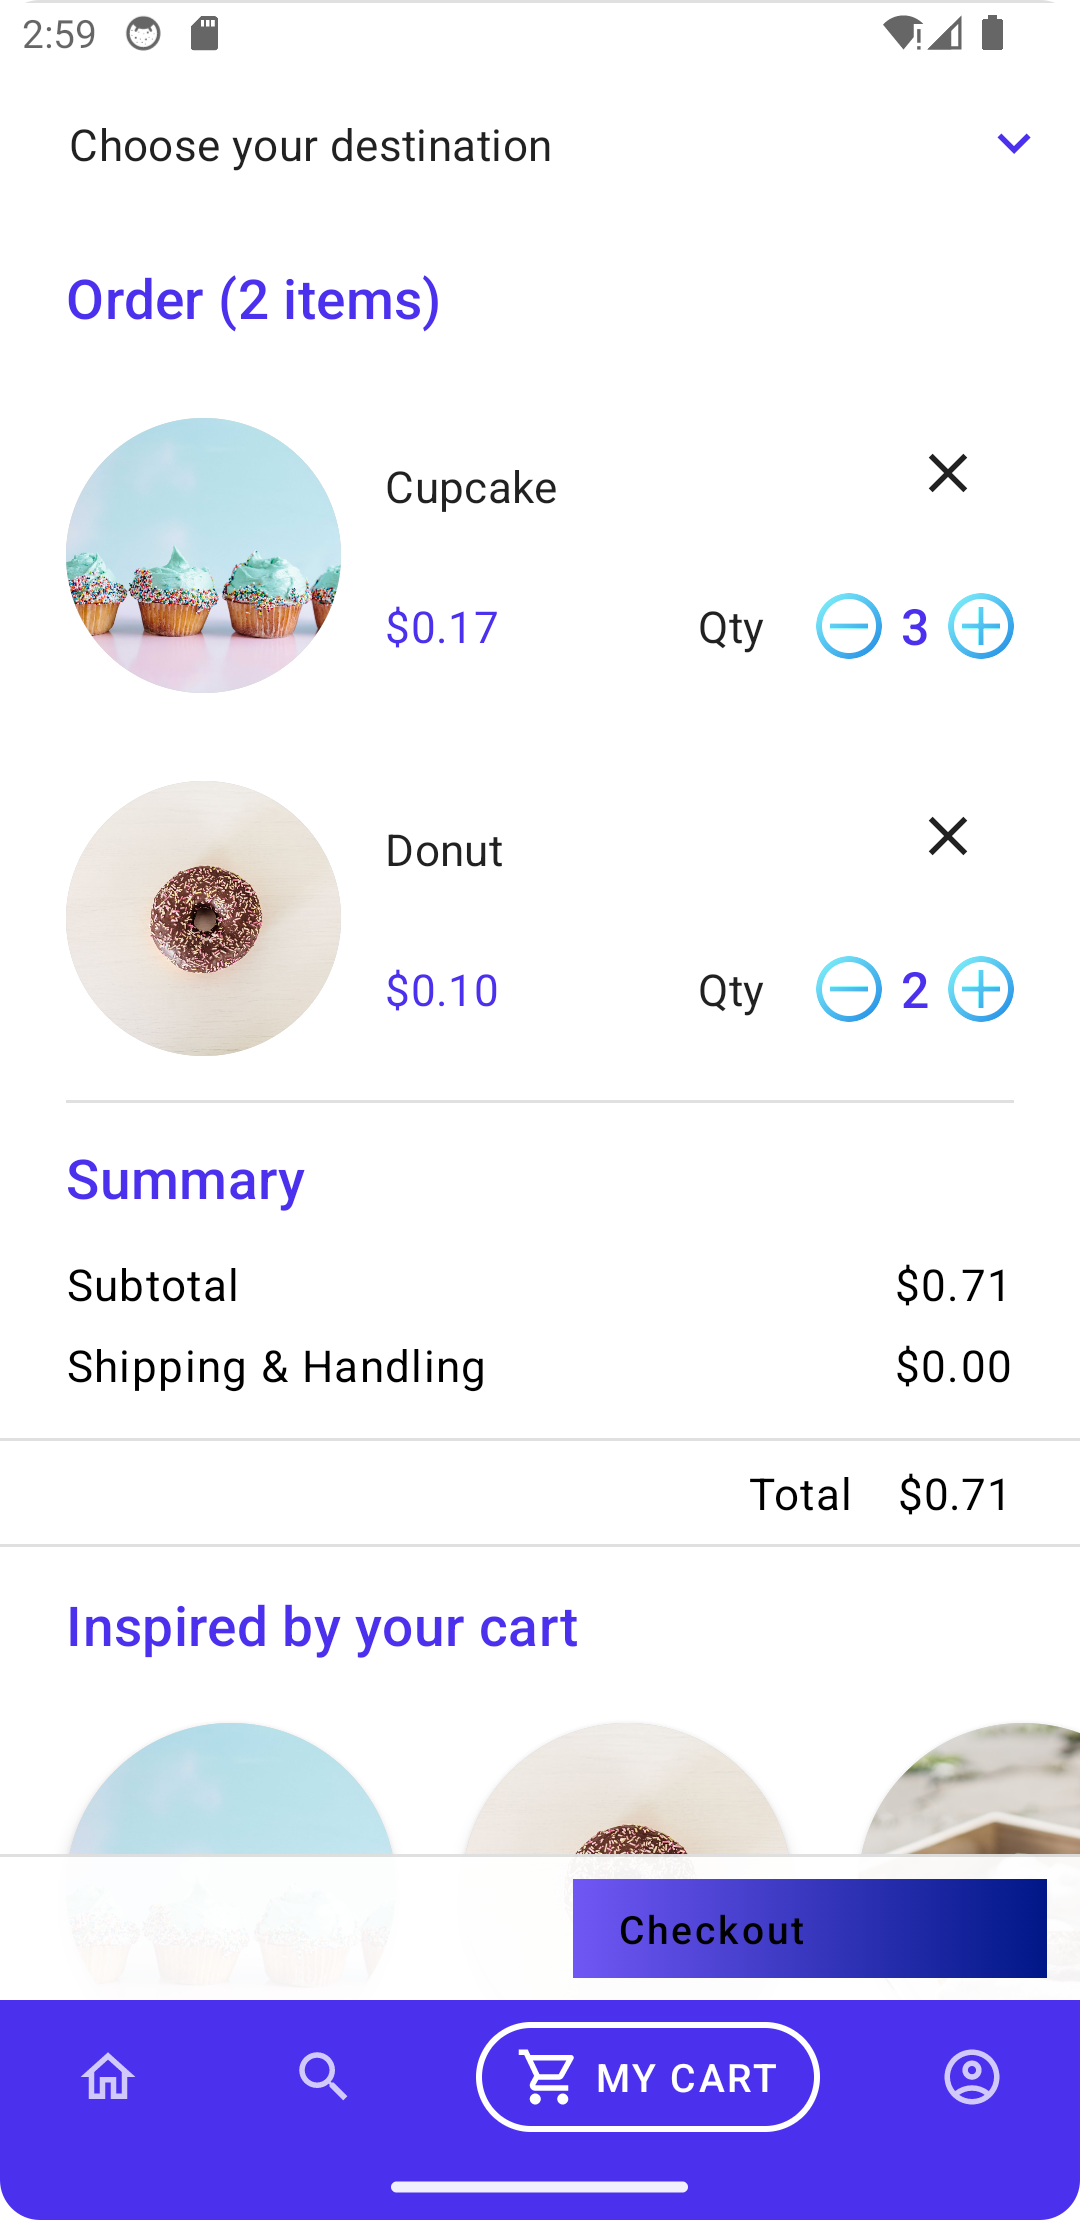 2:59
Choose your destination
Order (2 items)
Cupcake
$0.17 Qty 3
Donut
$0.10 Qty 2
Summary
Subtotal $0.71
Shipping & Handling $0.00
Total $0.71
Inspired by your cart
Checkout
MY CART